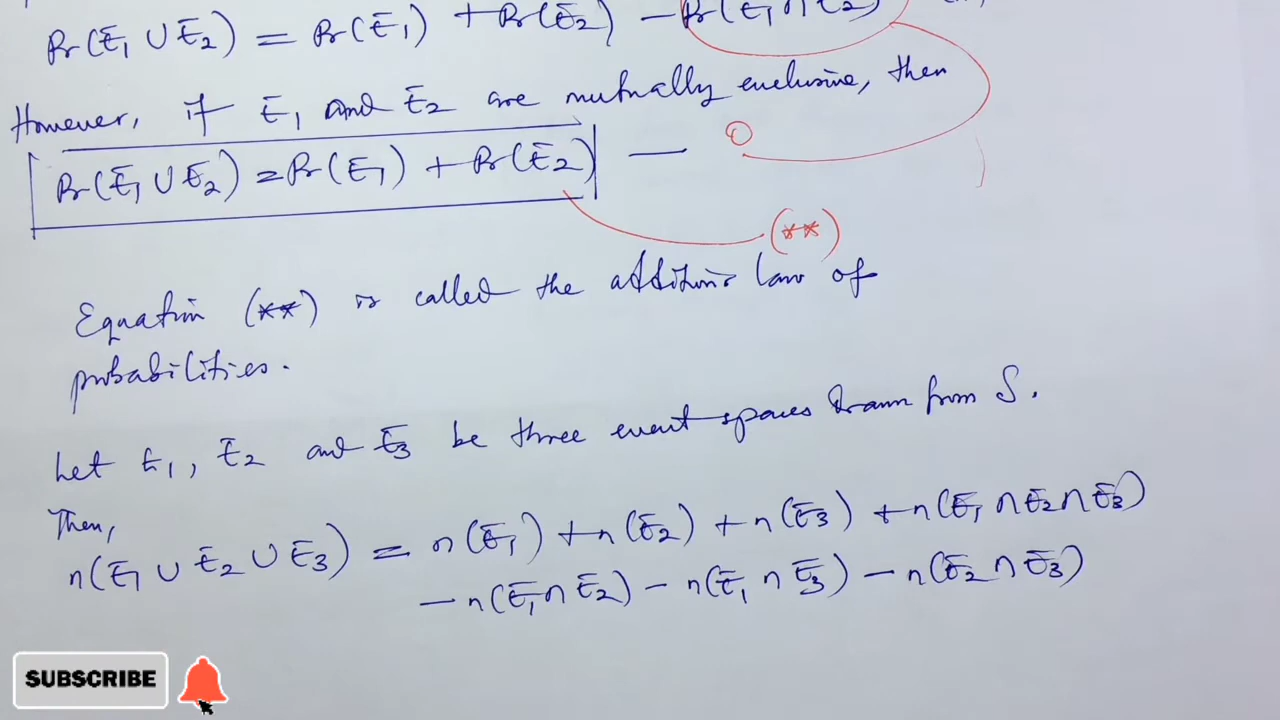 Pr(E1 ∪ E2) = Pr(E1) + Pr(E2) - Pr(E1 ∩ E2)
However, if E1 and E2 are mutually exclusive, then
Pr(E1 ∪ E2) = Pr(E1) + Pr(E2) — ①
(**)
Equation (**) is called the addition law of
probabilities.
Let E1, E2 and E3 be three event spaces drawn from S.
Then,
n(E1 ∪ E2 ∪ E3) = n(E1) + n(E2) + n(E3) + n(E1 ∩ E2 ∩ E3)
- n(E1 ∩ E2) - n(E1 ∩ E3) - n(E2 ∩ E3)
SUBSCRIBE